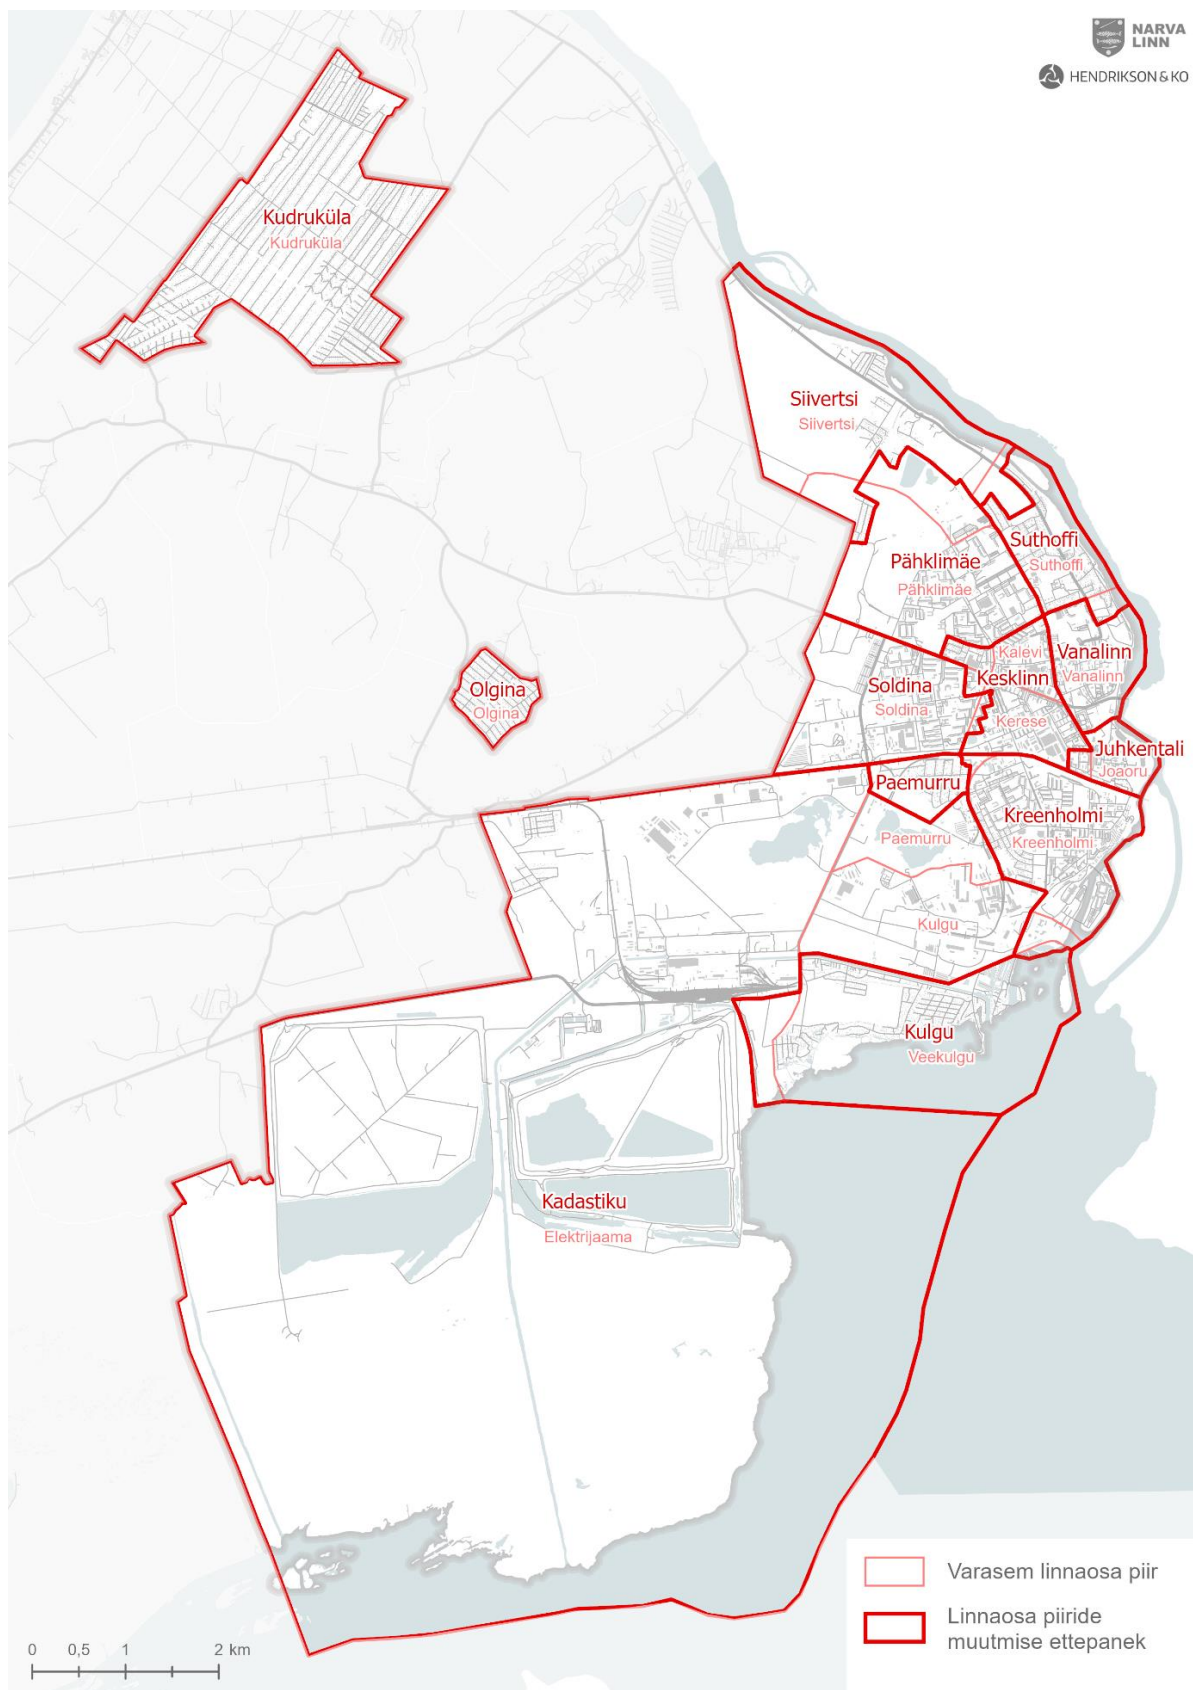 NARVA
LINN
HENDRIKSON & KO
Kudruküla
Kudruküla
Siivertsi
Siivertsi
Suthoffi
Suthoffi
Pähklimäe
Pähklimäe
Kalevi
Vanalinn
Vanalinn
Kesklinn
Soldina
Soldina
Kerese
Olgina
Olgina
Juhkentali
Joaoru
Paemurru
Kreenholmi
Paemurru
Kreenholmi
Kulgu
Kulgu
Veekulgu
Kadastiku
Elektrijaama
Varasem linnaosa piir
Linnaosa piiride
muutmise ettepanek
0 0,5 1 2 km